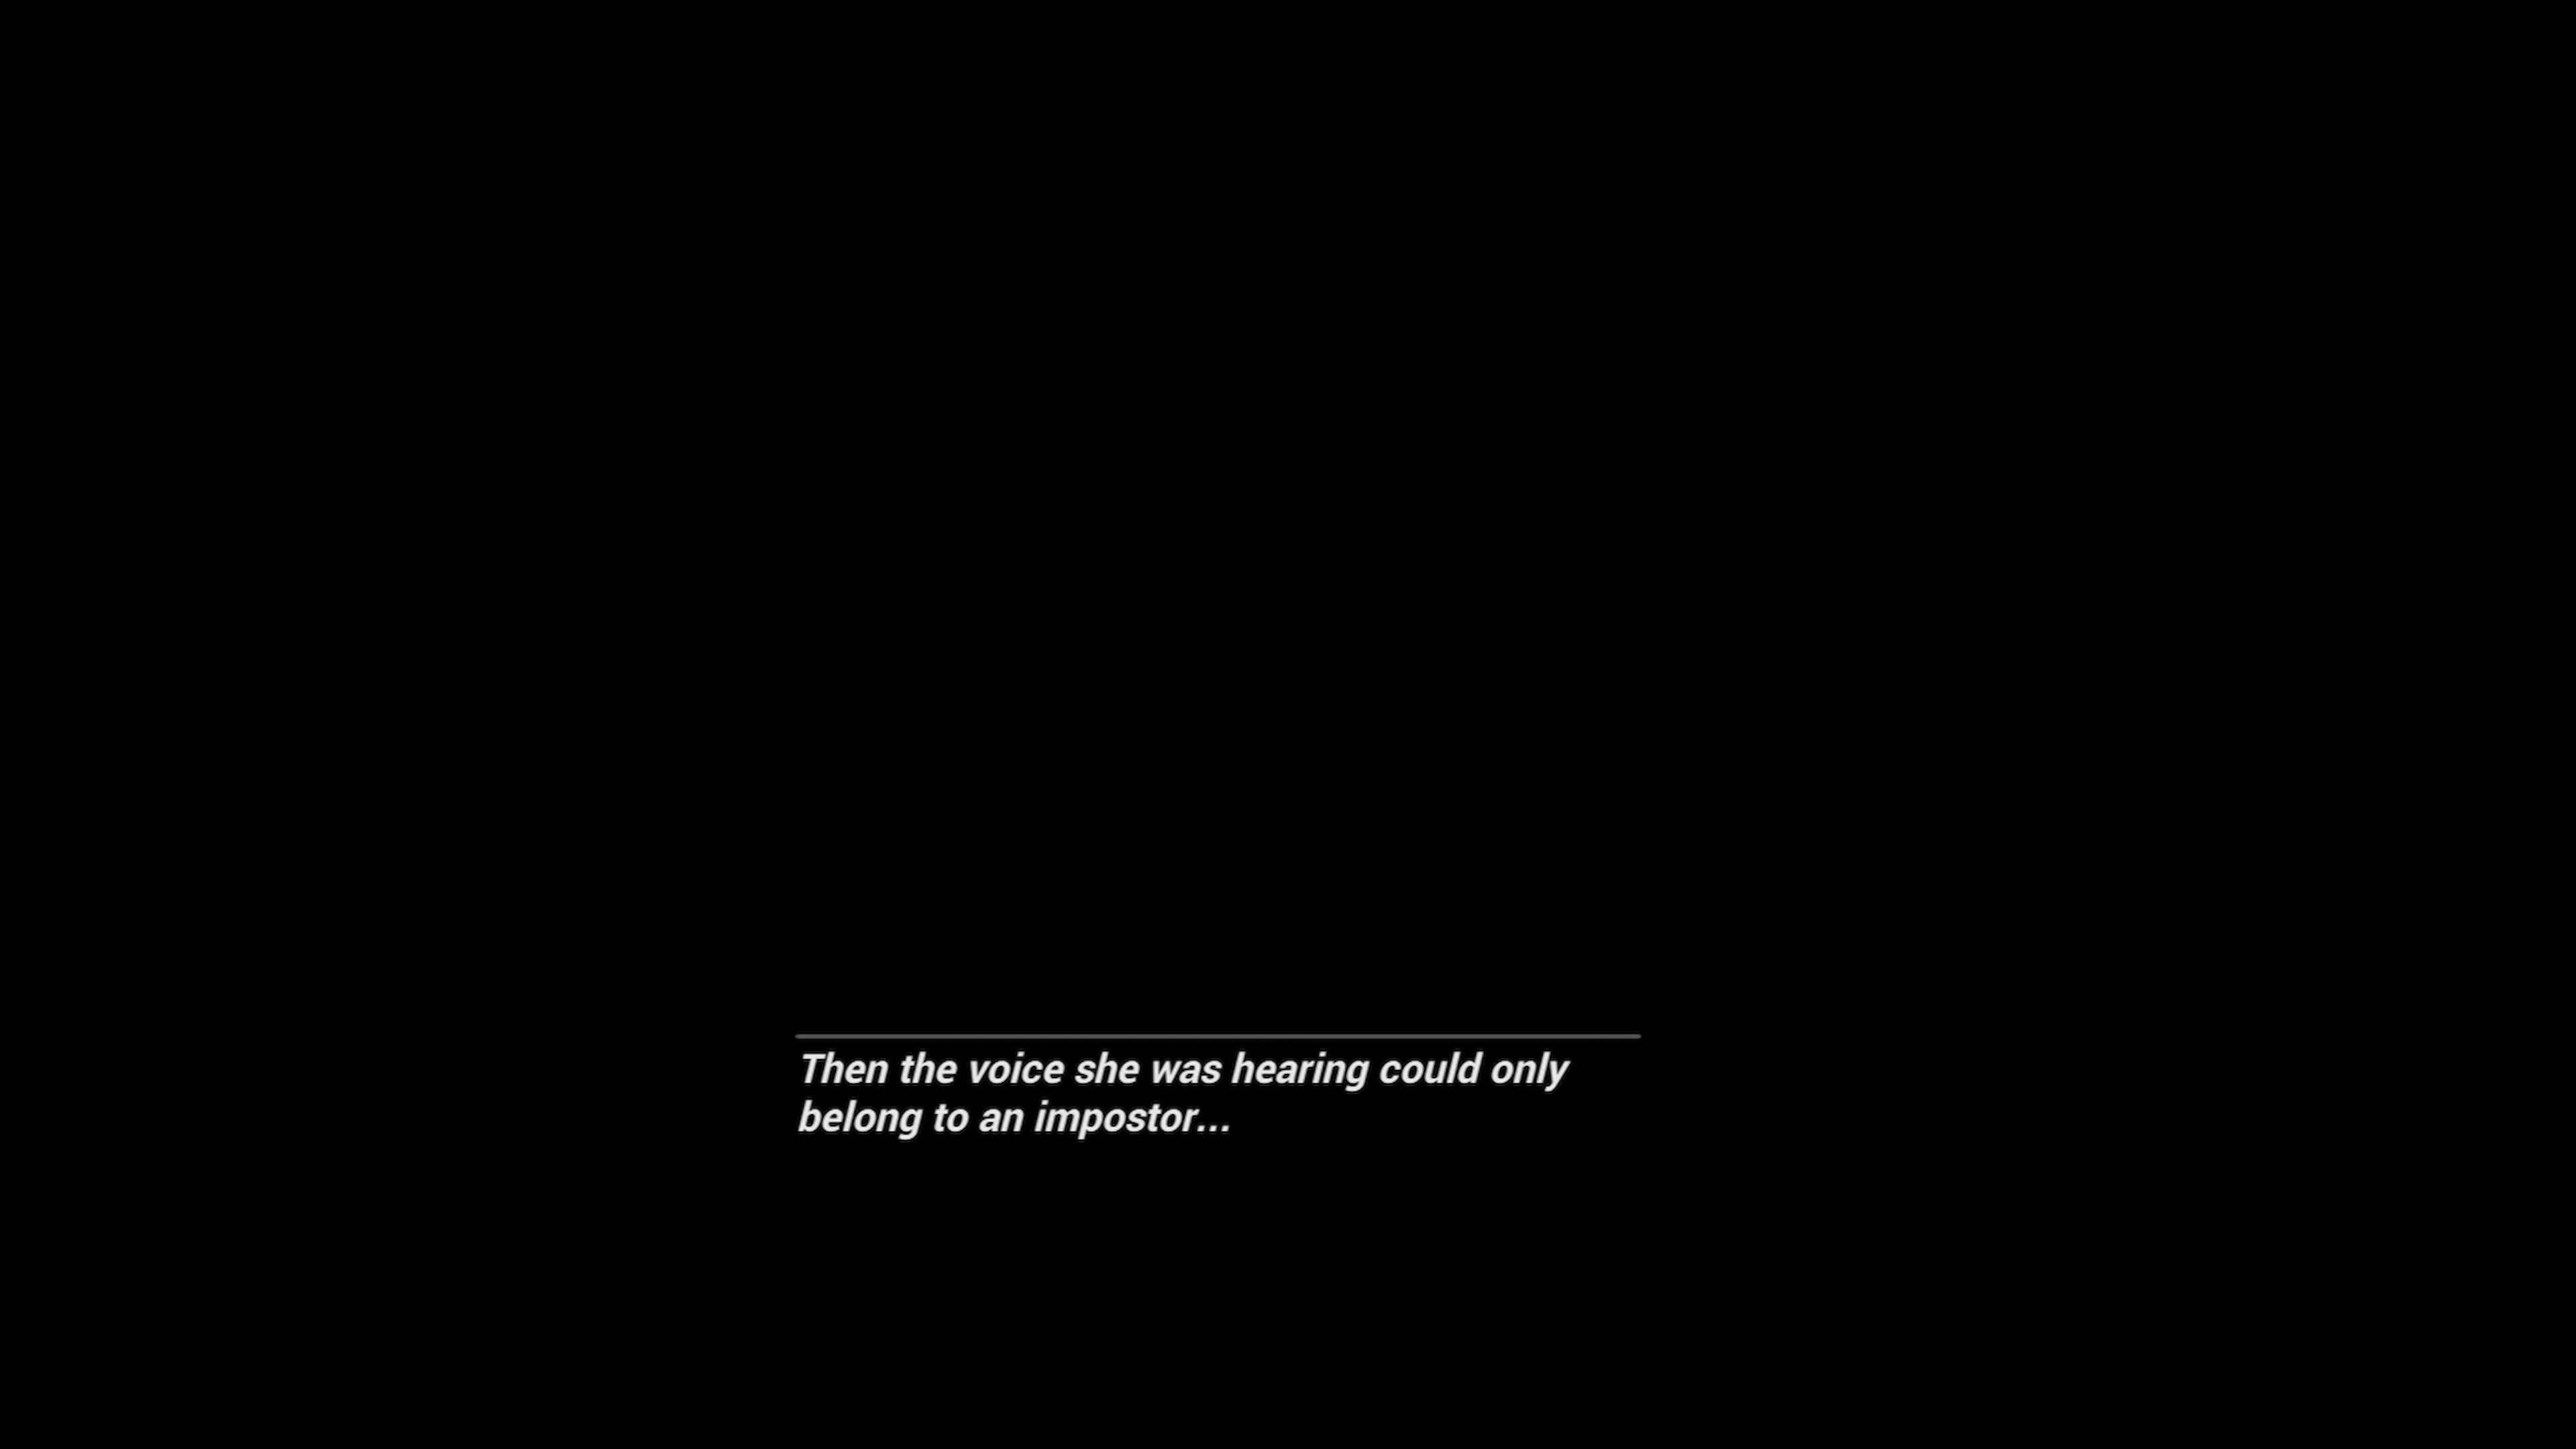 Then the voice she was hearing could only
belong to an impostor...